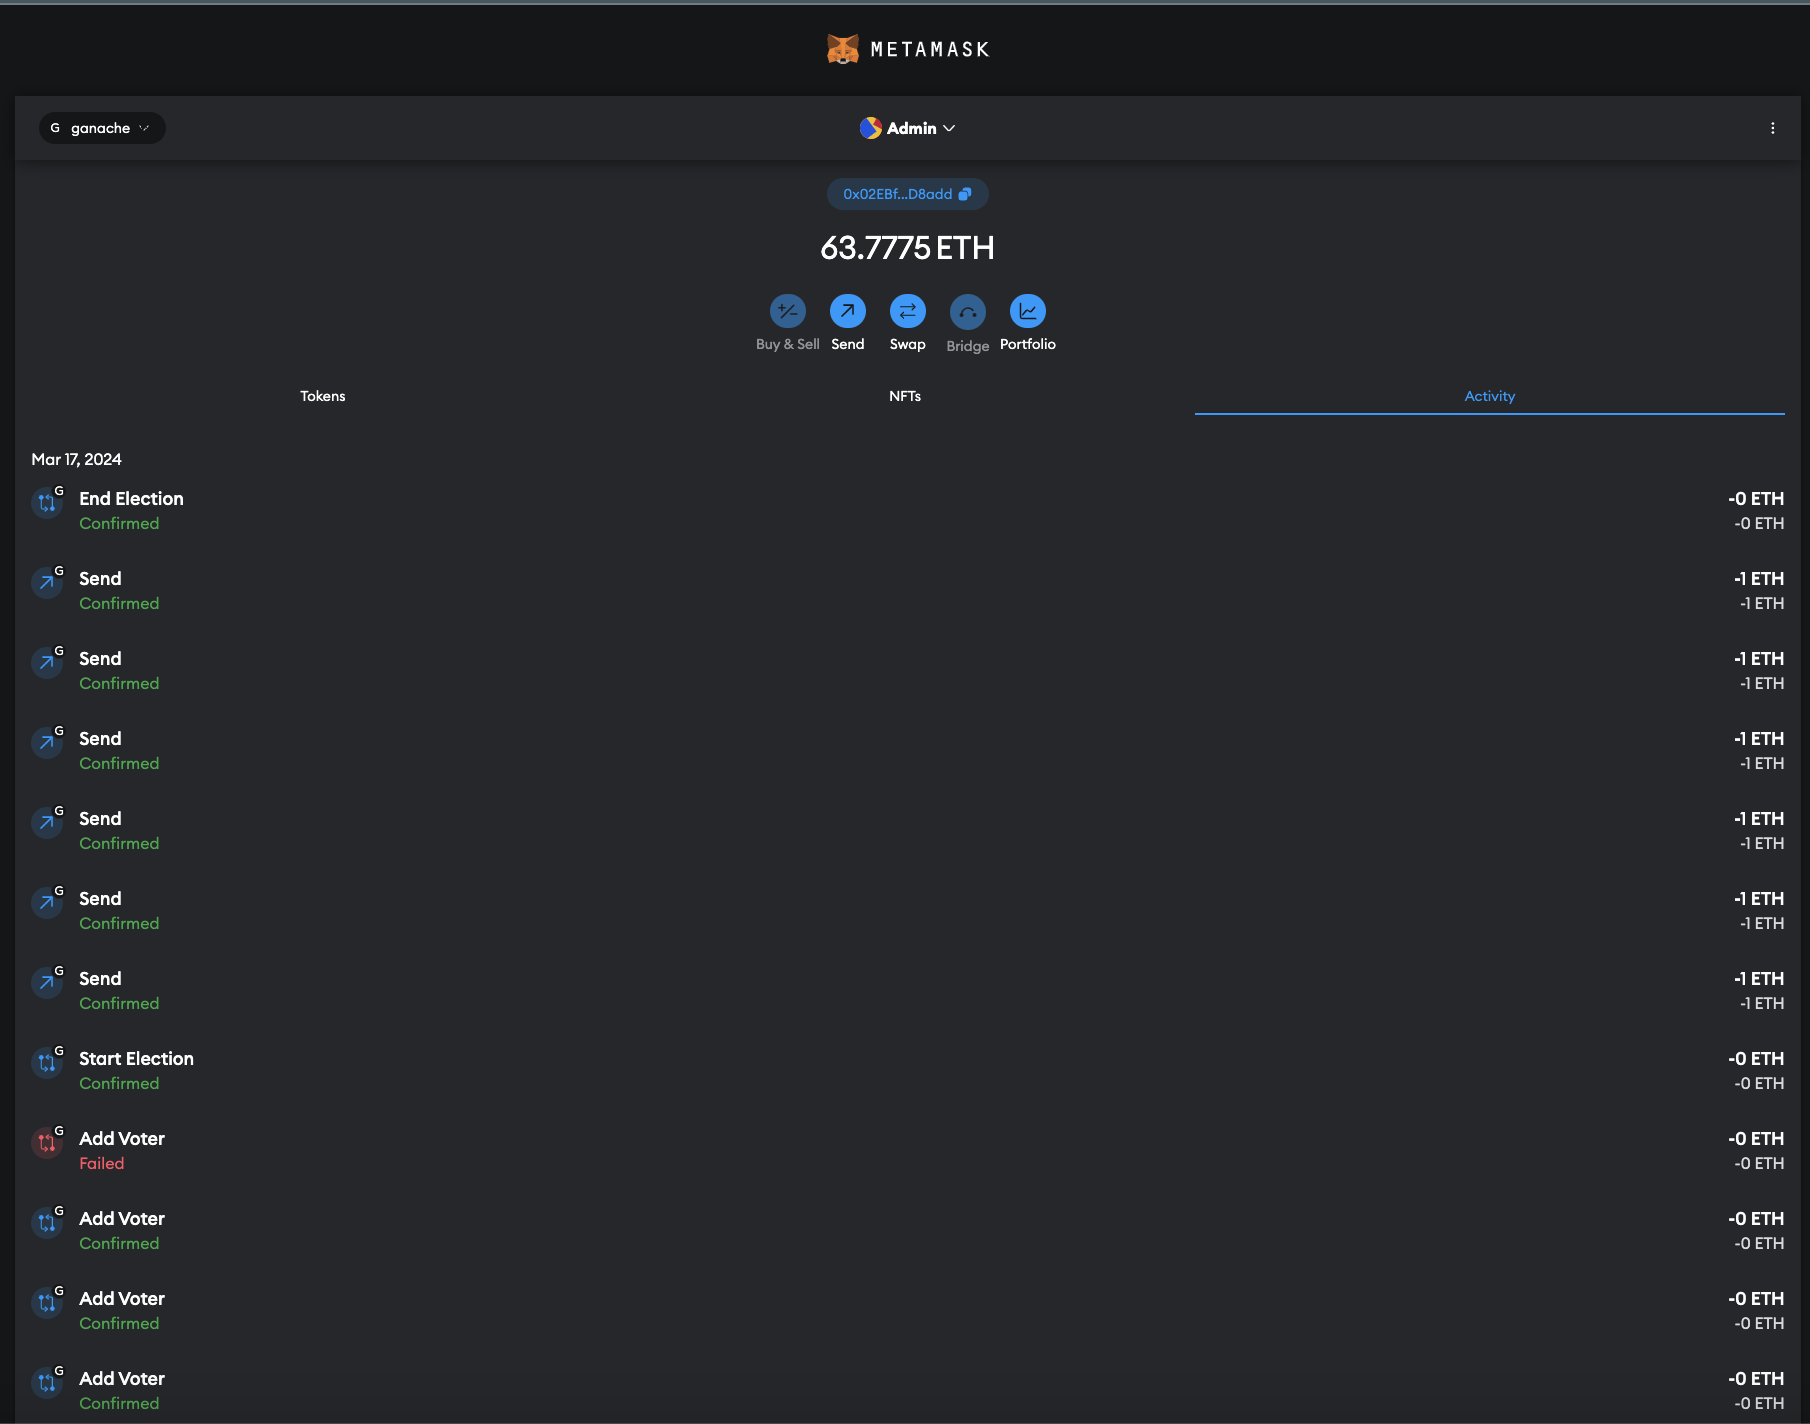 METAMASK
G ganache
Admin
0x02EBf...D8add
63.7775 ETH
Buy & Sell Send Swap Bridge Portfolio
Tokens NFTs Activity
Mar 17, 2024
G
End Election -0 ETH
Confirmed -0 ETH
G
Send -1 ETH
Confirmed -1 ETH
G
Send -1 ETH
Confirmed -1 ETH
G
Send -1 ETH
Confirmed -1 ETH
G
Send -1 ETH
Confirmed -1 ETH
G
Send -1 ETH
Confirmed -1 ETH
G
Send -1 ETH
Confirmed -1 ETH
G
Start Election -0 ETH
Confirmed -0 ETH
G
Add Voter -0 ETH
Failed -0 ETH
G
Add Voter -0 ETH
Confirmed -0 ETH
G
Add Voter -0 ETH
Confirmed -0 ETH
G
Add Voter -0 ETH
Confirmed -0 ETH